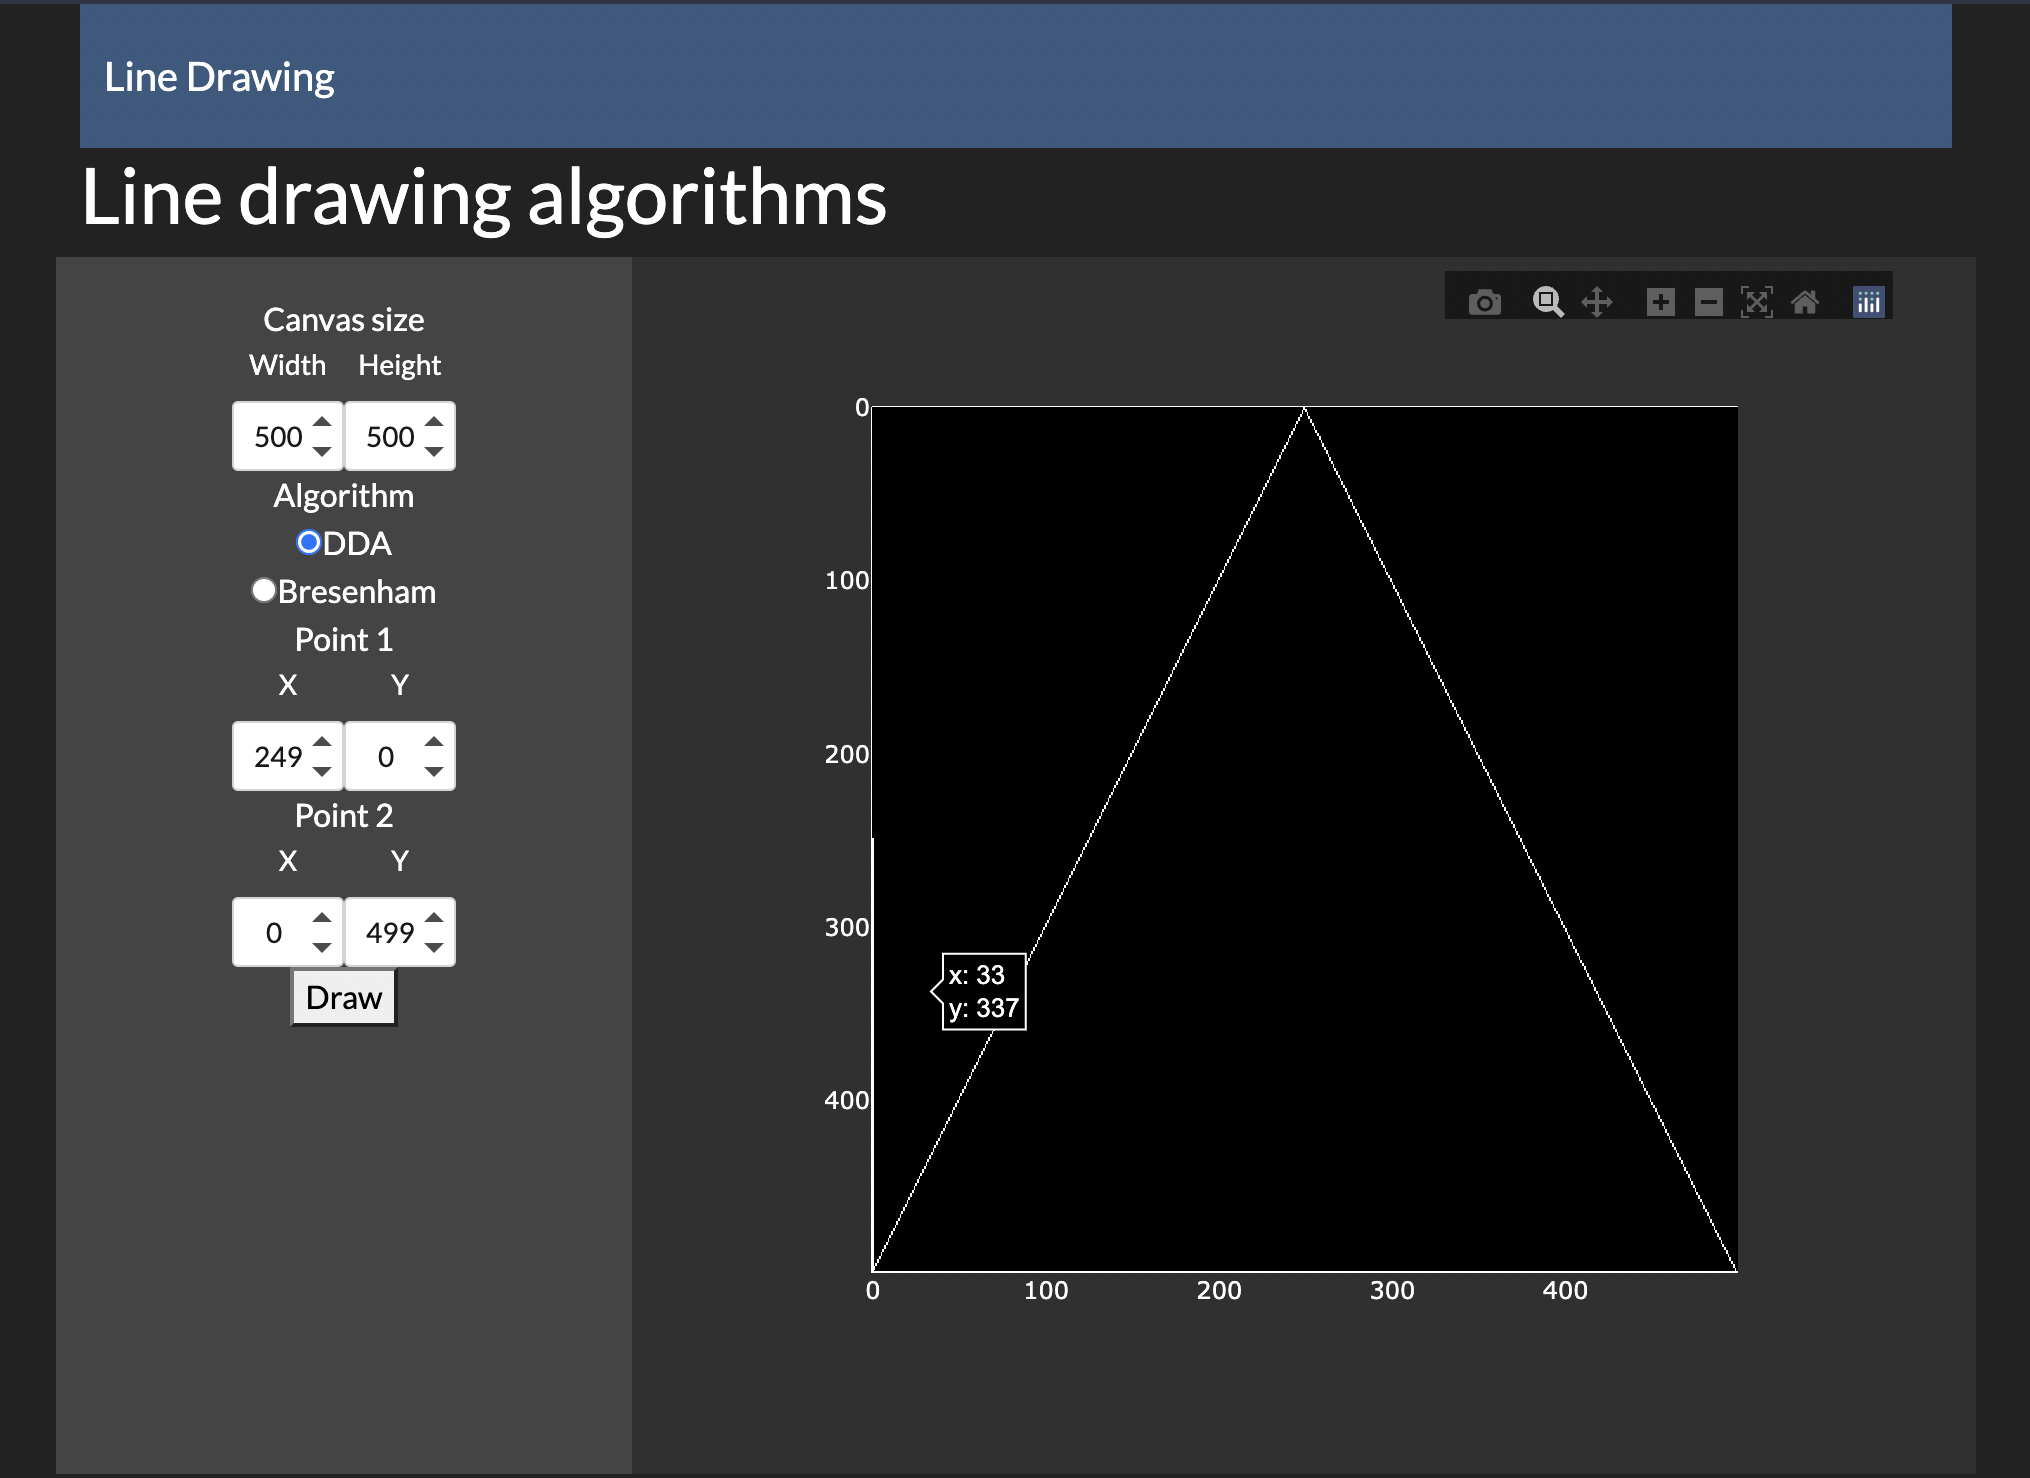 Line Drawing
Line drawing algorithms
Canvas size
Width Height
500 500
Algorithm
DDA
Bresenham
Point 1
X Y
249 0
Point 2
X Y
0 499
Draw
0
100
200
300
x: 33
y: 337
400
0 100 200 300 400